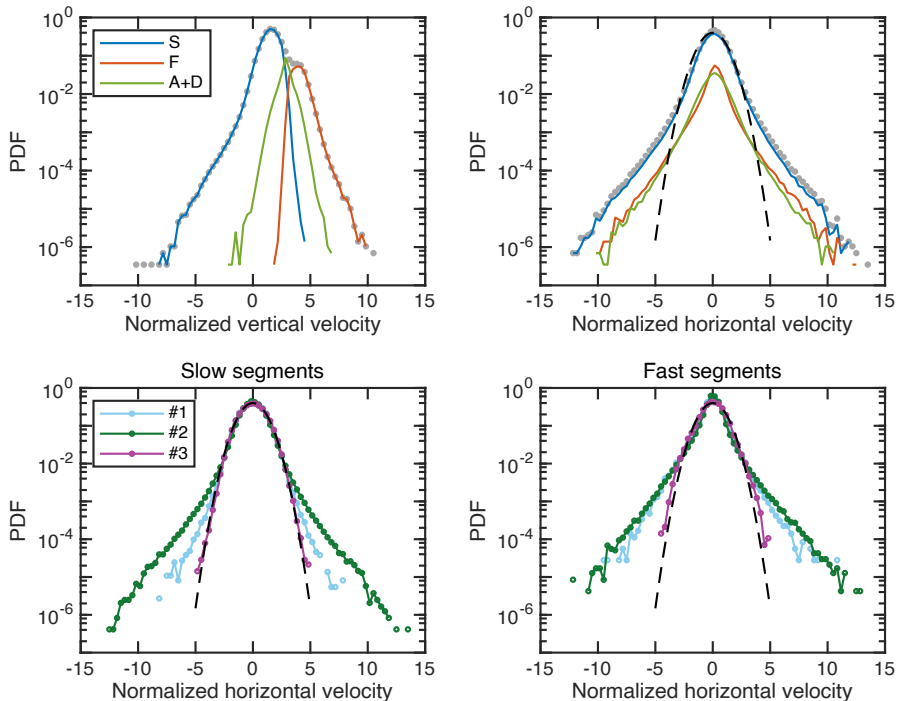 10^0
10^-2
10^-4
10^-6
PDF
S
F
A+D
-15 -10 -5 0 5 10 15
Normalized vertical velocity
10^0
10^-2
10^-4
10^-6
PDF
-15 -10 -5 0 5 10 15
Normalized horizontal velocity
Slow segments
10^0
10^-2
10^-4
10^-6
PDF
#1
#2
#3
-15 -10 -5 0 5 10 15
Normalized horizontal velocity
Fast segments
10^0
10^-2
10^-4
10^-6
PDF
-15 -10 -5 0 5 10 15
Normalized horizontal velocity